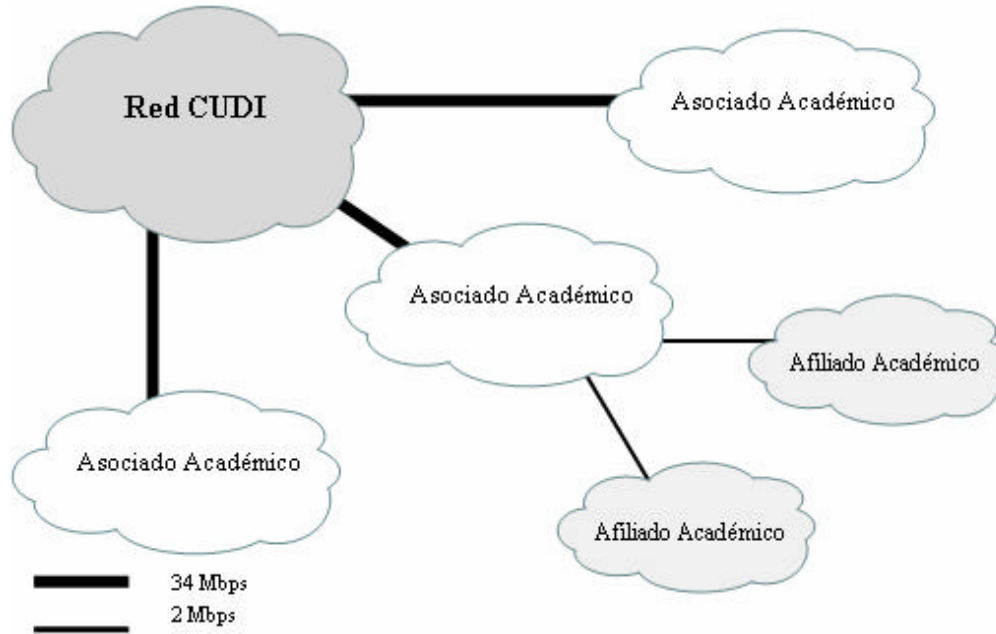 Red CUDI
Asociado Académico
Asociado Académico
Afiliado Académico
Asociado Académico
Afiliado Académico
34 Mbps
2 Mbps